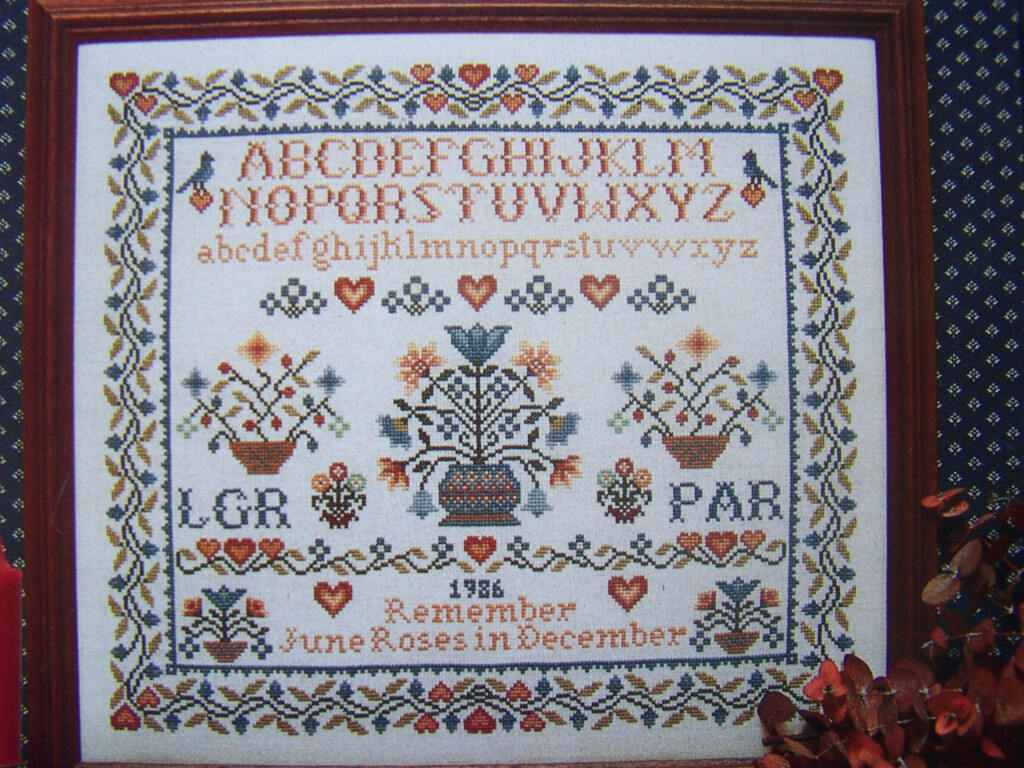 ABCDEFGHIJKLM
NOPQRSTUVWXYZ
abcdefghijklmnopqrstuvwxyz
LGR PAR
1986
Remember
June Roses in December